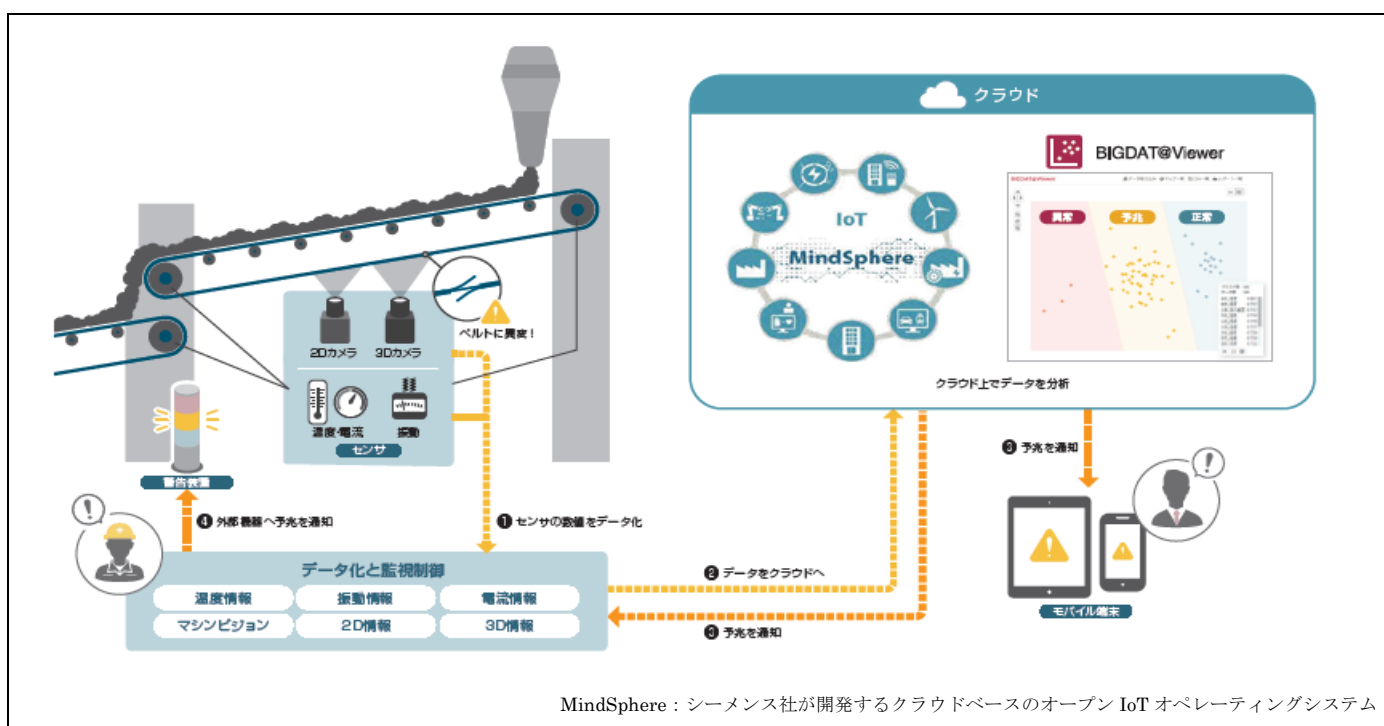 クラウド
BIGDAT@Viewer
IoT
MindSphere
異常
予兆
正常
クラウド上でデータを分析
ベルトに異変！
2Dカメラ
3Dカメラ
温度・電流
振動
センサ
警告装置
❹ 外部機器へ予兆を通知
❶ センサの数値をデータ化
❸ 予兆を通知
データ化と監視制御
温度情報
振動情報
電流情報
マシンビジョン
2D情報
3D情報
❷ データをクラウドへ
❸ 予兆を通知
モバイル端末
MindSphere：シーメンス社が開発するクラウドベースのオープン IoT オペレーティングシステム